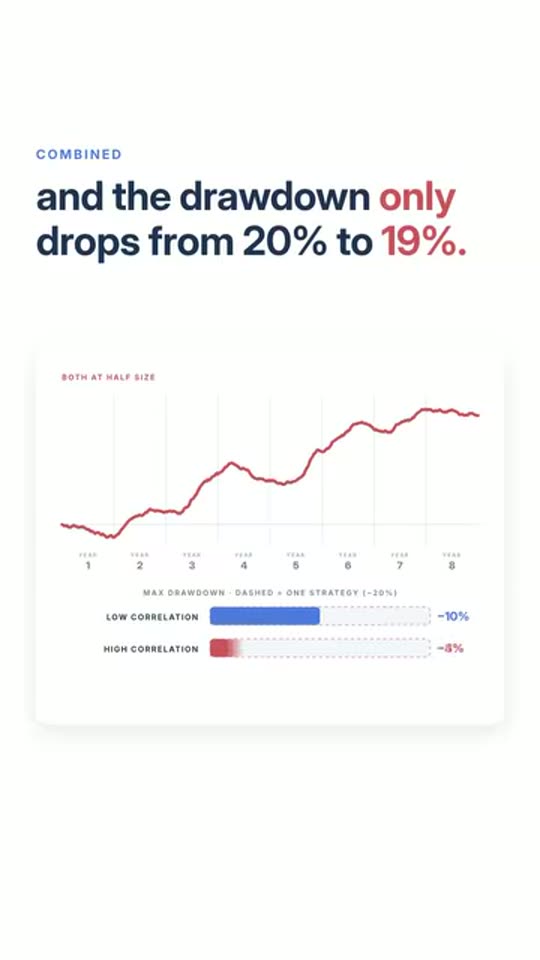 COMBINED
and the drawdown only
drops from 20% to 19%.
BOTH AT HALF SIZE
YEAR YEAR YEAR YEAR YEAR YEAR YEAR YEAR
1 2 3 4 5 6 7 8
MAX DRAWDOWN · DASHED = ONE STRATEGY (−20%)
LOW CORRELATION −10%
HIGH CORRELATION